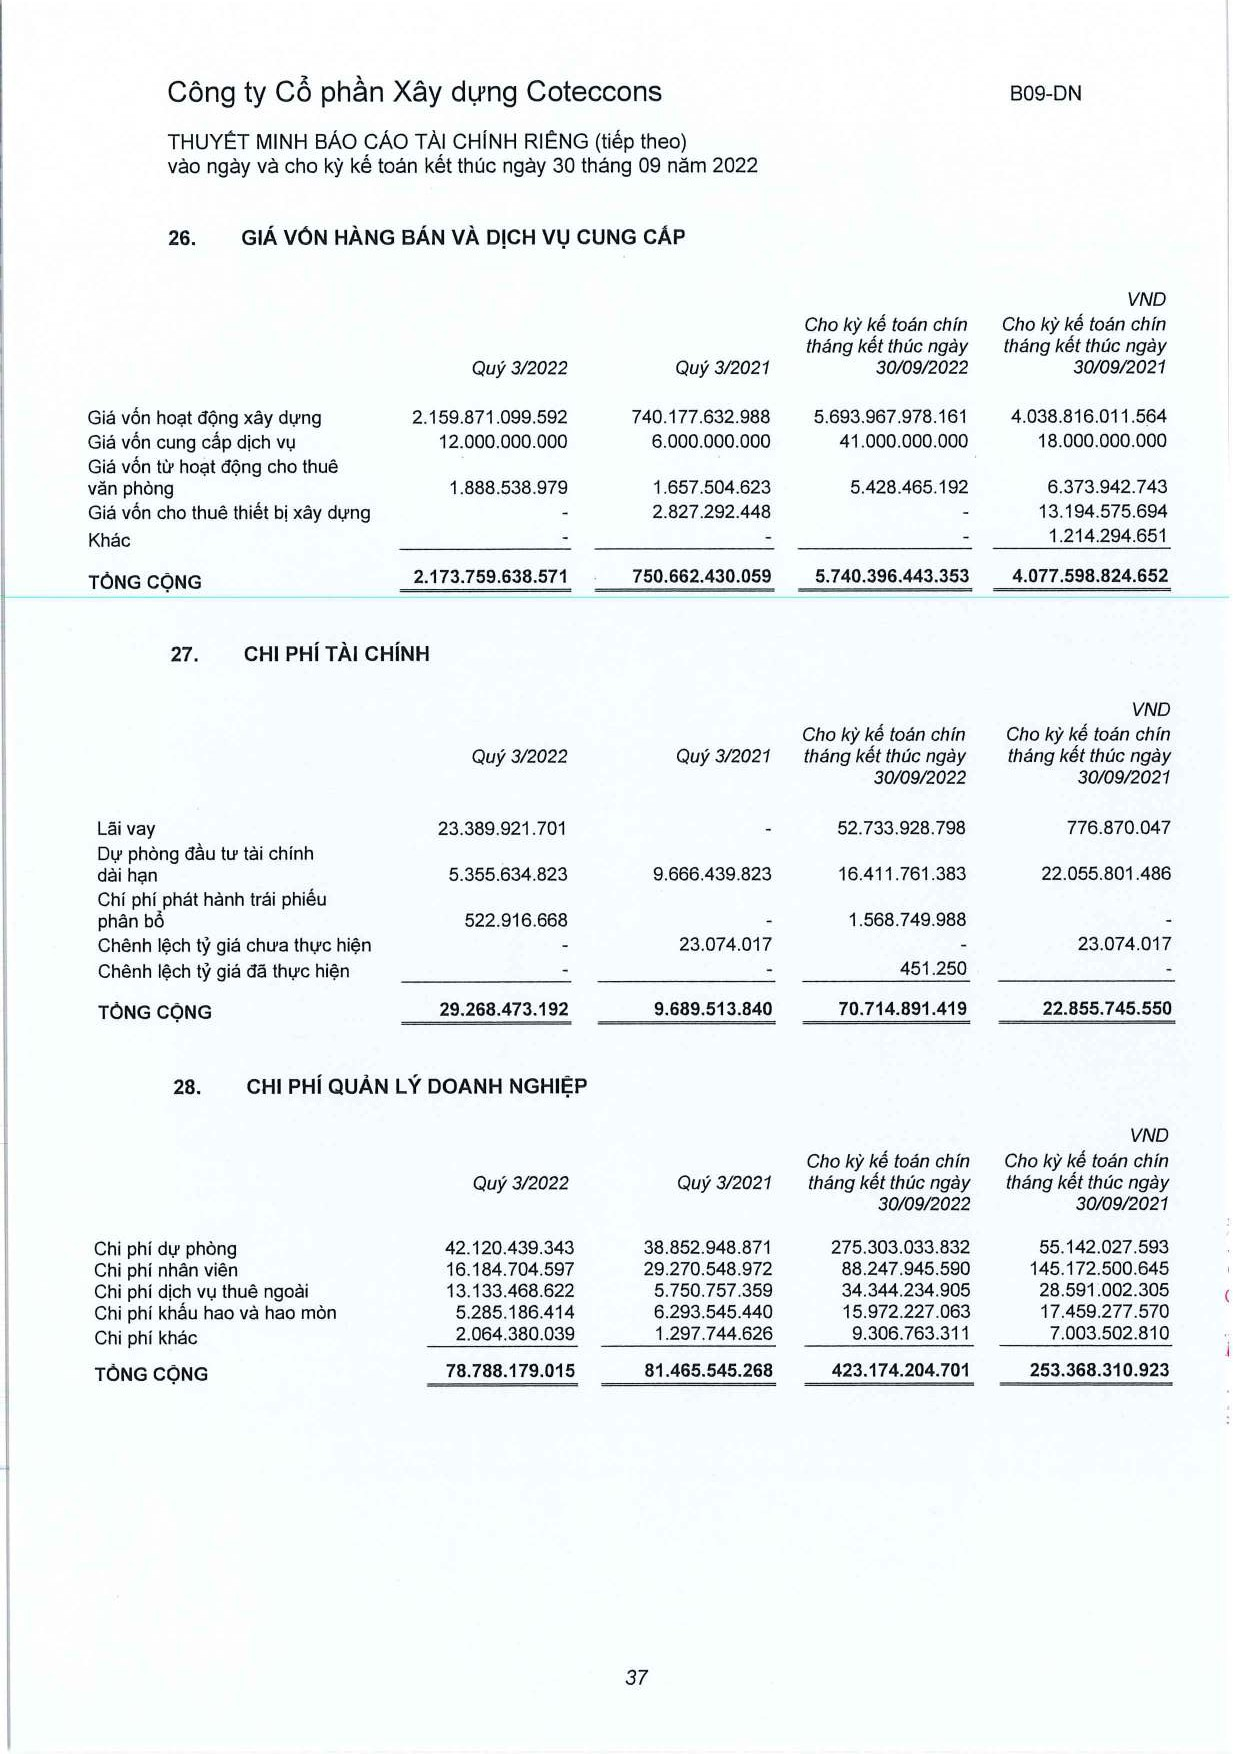 Công ty Cổ phần Xây dựng Coteccons B09-DN
THUYẾT MINH BÁO CÁO TÀI CHÍNH RIÊNG (tiếp theo)
vào ngày và cho kỳ kế toán kết thúc ngày 30 tháng 09 năm 2022
26. GIÁ VỐN HÀNG BÁN VÀ DỊCH VỤ CUNG CẤP
VND
Cho kỳ kế toán chín Cho kỳ kế toán chín
tháng kết thúc ngày tháng kết thúc ngày
Quý 3/2022 Quý 3/2021 30/09/2022 30/09/2021
Giá vốn hoạt động xây dựng 2.159.871.099.592 740.177.632.988 5.693.967.978.161 4.038.816.011.564
Giá vốn cung cấp dịch vụ 12.000.000.000 6.000.000.000 41.000.000.000 18.000.000.000
Giá vốn từ hoạt động cho thuê
văn phòng 1.888.538.979 1.657.504.623 5.428.465.192 6.373.942.743
Giá vốn cho thuê thiết bị xây dựng - 2.827.292.448 - 13.194.575.694
Khác - - - 1.214.294.651
TỔNG CỘNG 2.173.759.638.571 750.662.430.059 5.740.396.443.353 4.077.598.824.652
27. CHI PHÍ TÀI CHÍNH
VND
Cho kỳ kế toán chín Cho kỳ kế toán chín
Quý 3/2022 Quý 3/2021 tháng kết thúc ngày tháng kết thúc ngày
30/09/2022 30/09/2021
Lãi vay 23.389.921.701 - 52.733.928.798 776.870.047
Dự phòng đầu tư tài chính
dài hạn 5.355.634.823 9.666.439.823 16.411.761.383 22.055.801.486
Chí phí phát hành trái phiếu
phân bổ 522.916.668 - 1.568.749.988 -
Chênh lệch tỷ giá chưa thực hiện - 23.074.017 - 23.074.017
Chênh lệch tỷ giá đã thực hiện - - 451.250 -
TỔNG CỘNG 29.268.473.192 9.689.513.840 70.714.891.419 22.855.745.550
28. CHI PHÍ QUẢN LÝ DOANH NGHIỆP
VND
Cho kỳ kế toán chín Cho kỳ kế toán chín
Quý 3/2022 Quý 3/2021 tháng kết thúc ngày tháng kết thúc ngày
30/09/2022 30/09/2021
Chi phí dự phòng 42.120.439.343 38.852.948.871 275.303.033.832 55.142.027.593
Chi phí nhân viên 16.184.704.597 29.270.548.972 88.247.945.590 145.172.500.645
Chi phí dịch vụ thuê ngoài 13.133.468.622 5.750.757.359 34.344.234.905 28.591.002.305
Chi phí khấu hao và hao mòn 5.285.186.414 6.293.545.440 15.972.227.063 17.459.277.570
Chi phí khác 2.064.380.039 1.297.744.626 9.306.763.311 7.003.502.810
TỔNG CỘNG 78.788.179.015 81.465.545.268 423.174.204.701 253.368.310.923
37